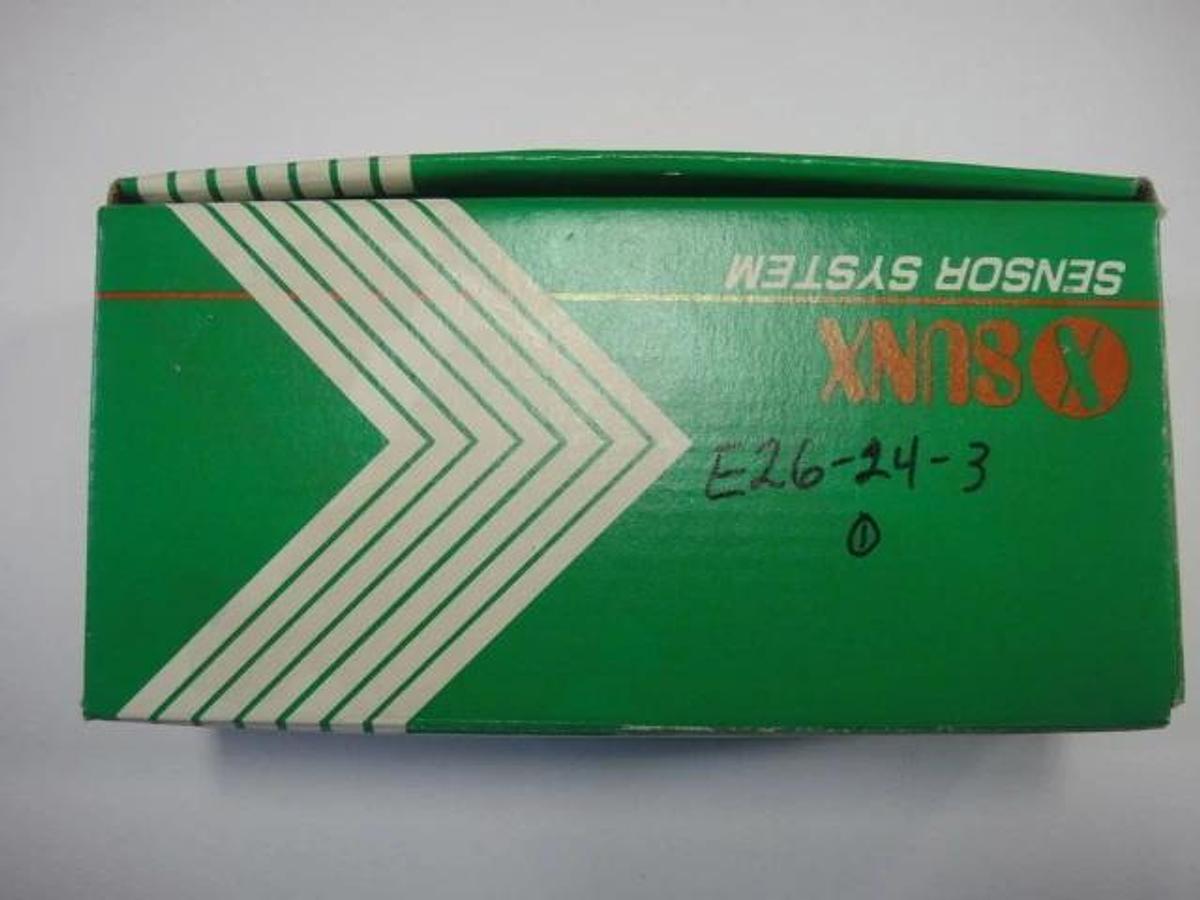 SENSOR SYSTEM
SUNX
E26-24-3
①